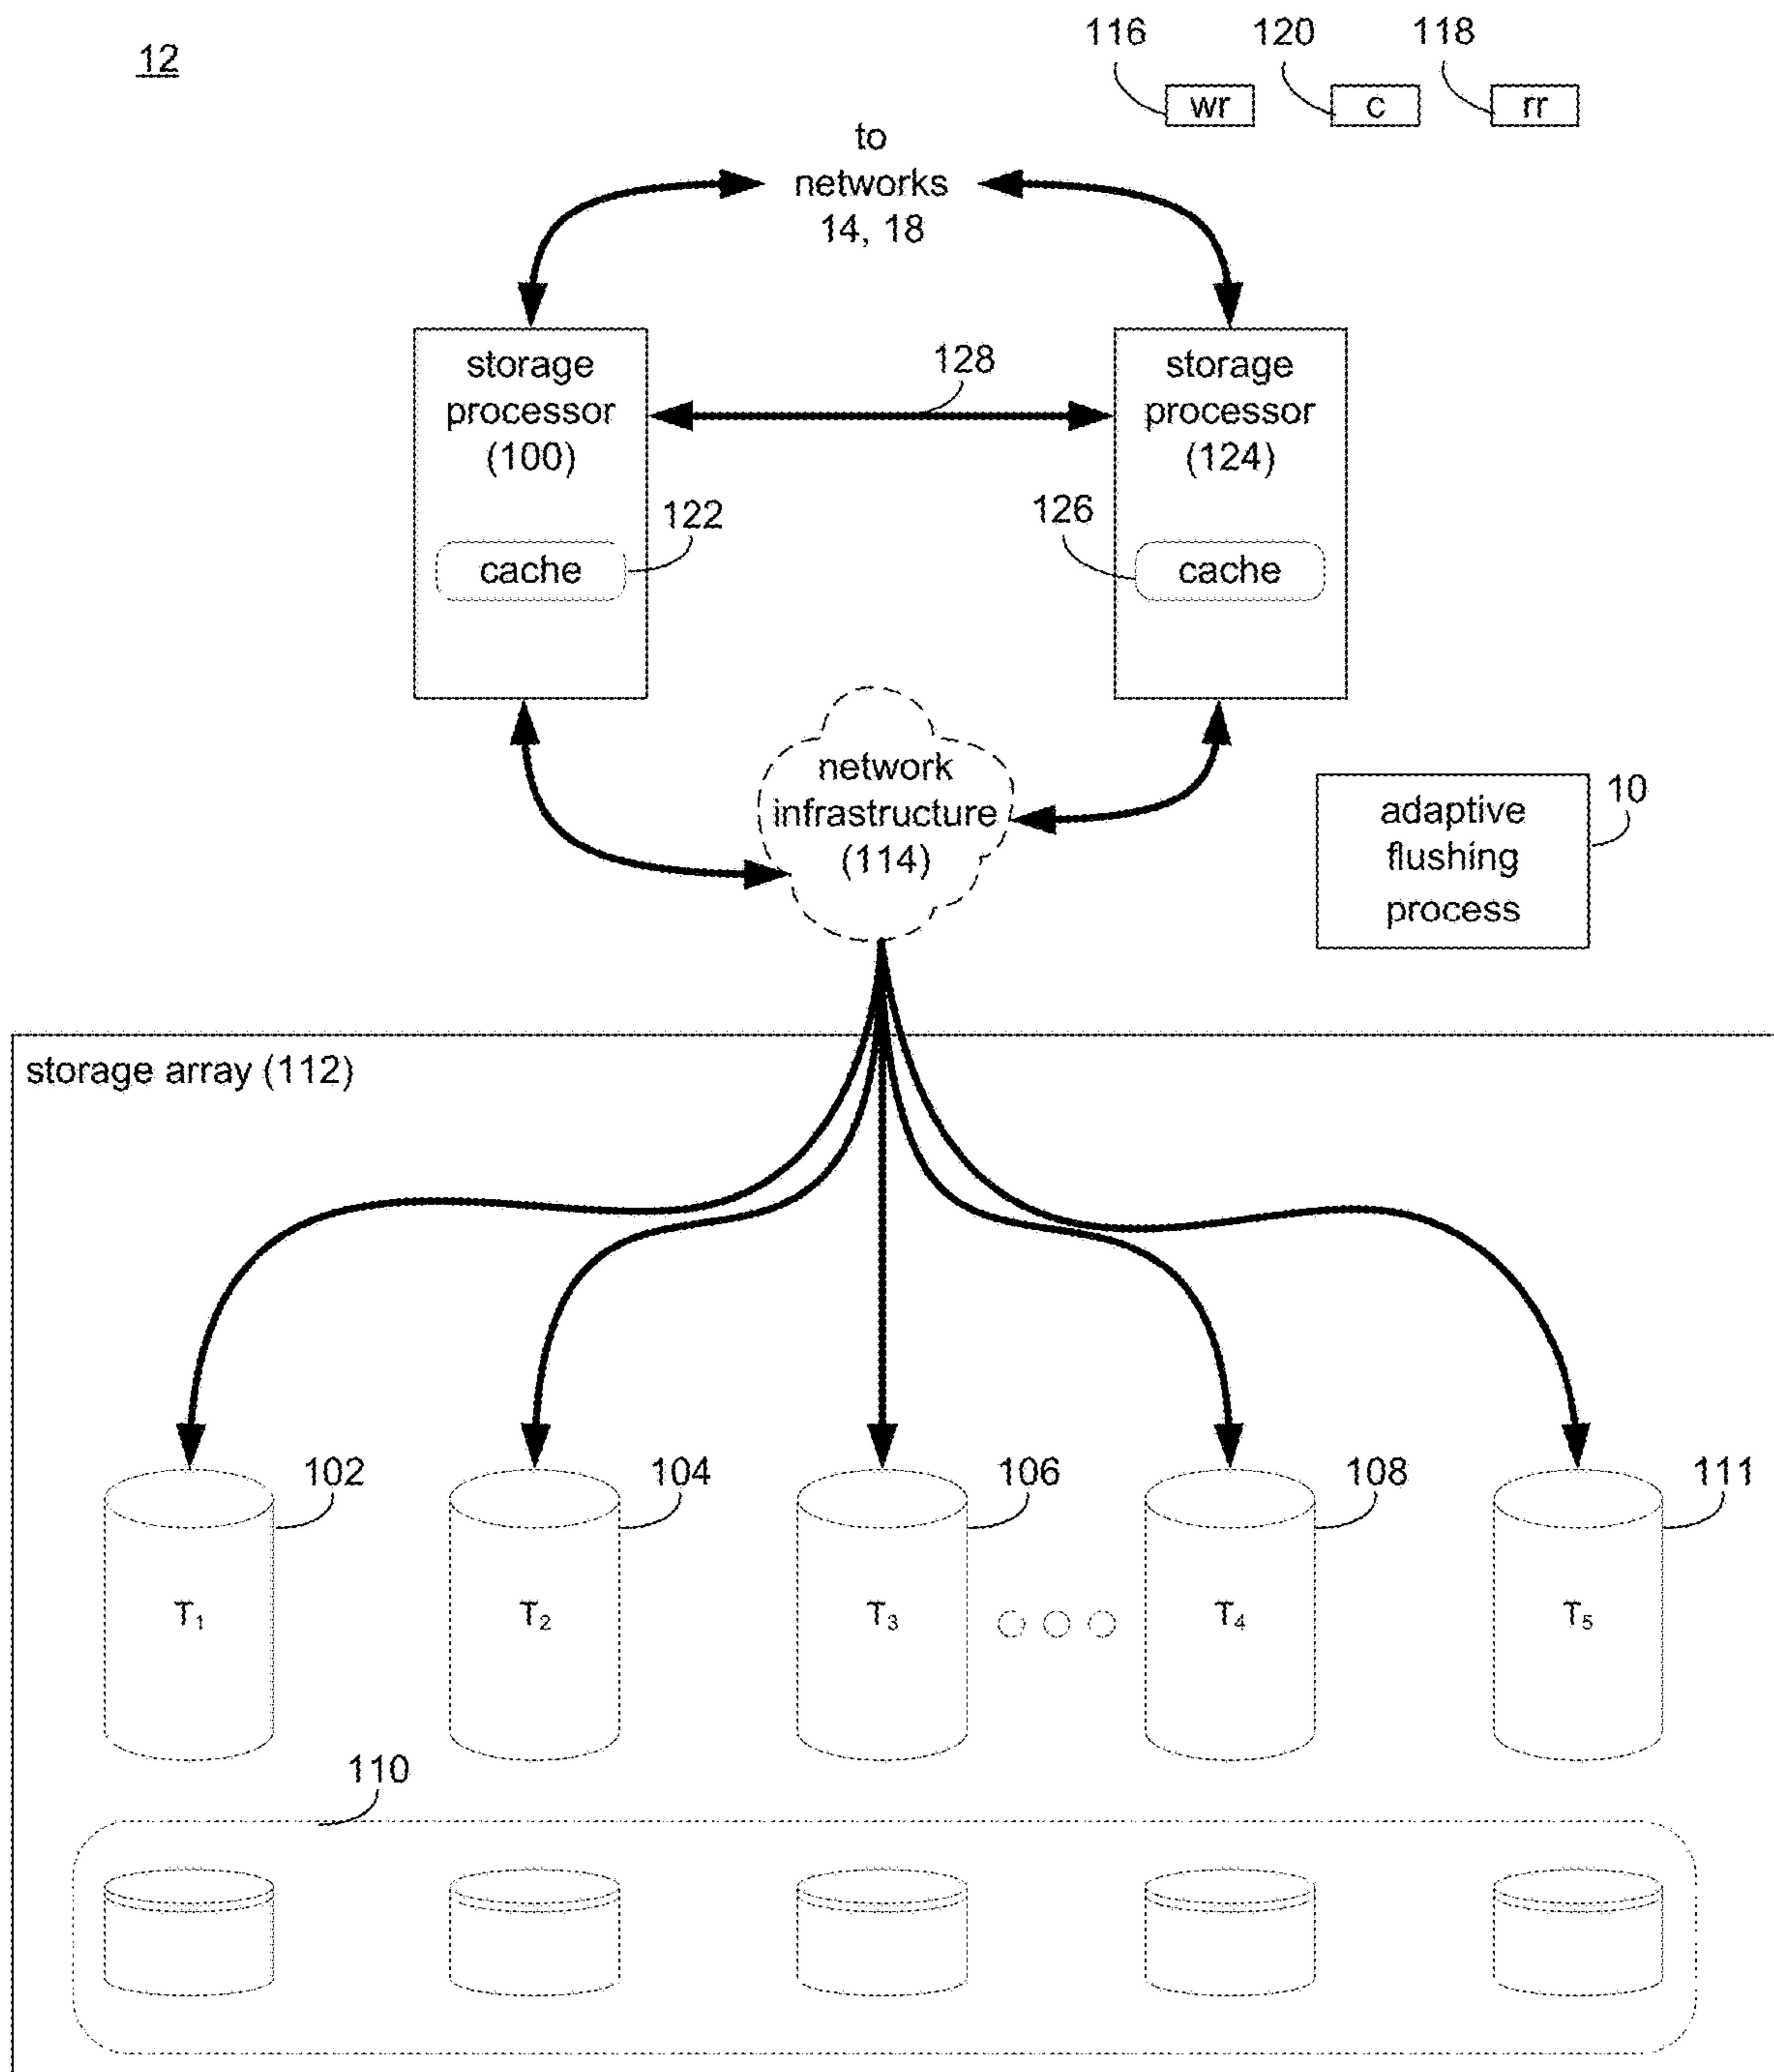 12
116
120
118
wr
c
rr
to
networks
14, 18
storage
processor
(100)
128
storage
processor
(124)
122
126
cache
cache
network
infrastructure
(114)
10
adaptive
flushing
process
storage array (112)
102
104
106
108
111
T₁
T₂
T₃
T₄
T₅
110